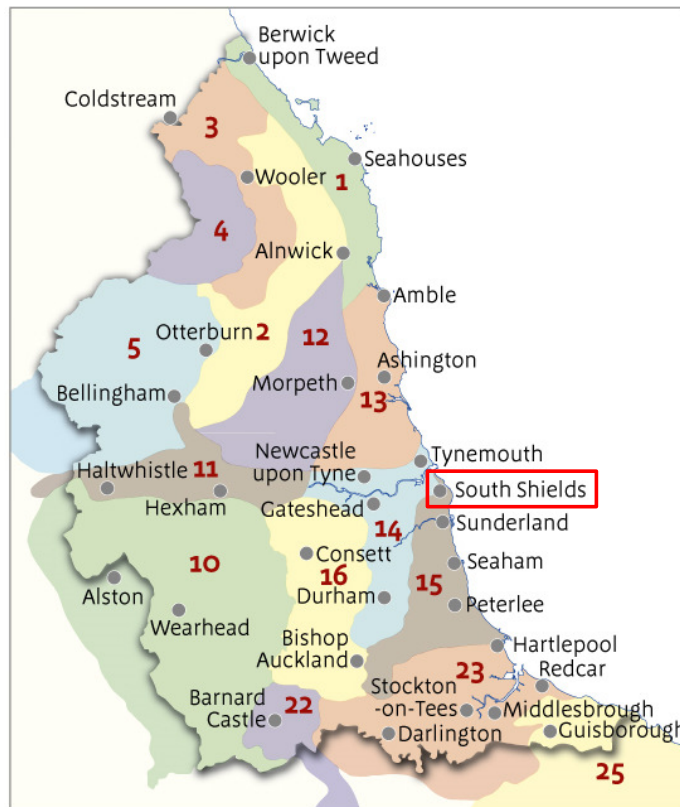 Berwick
upon Tweed
Coldstream
3
Seahouses
Wooler
1
4
Alnwick
Amble
Otterburn
2
12
5
Ashington
Bellingham
Morpeth
13
Newcastle
upon Tyne
Tynemouth
Haltwhistle
11
South Shields
Hexham
Gateshead
Sunderland
14
Consett
10
16
Seaham
Alston
15
Durham
Peterlee
Wearhead
Bishop
Auckland
Hartlepool
23
Redcar
22
Stockton
-on-Tees
Middlesbrough
Barnard
Castle
Darlington
Guisborough
25